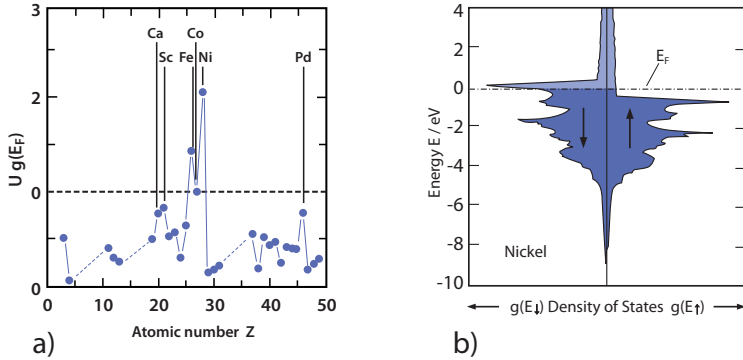 a)
3
2
0
0
U g(E_F)
Ca
Co
Sc
Fe
Ni
Pd
0 10 20 30 40 50
Atomic number Z
b)
4
2
0
-2
-4
-6
-8
-10
Energy E / eV
E_F
Nickel
g(E↓) Density of States g(E↑)